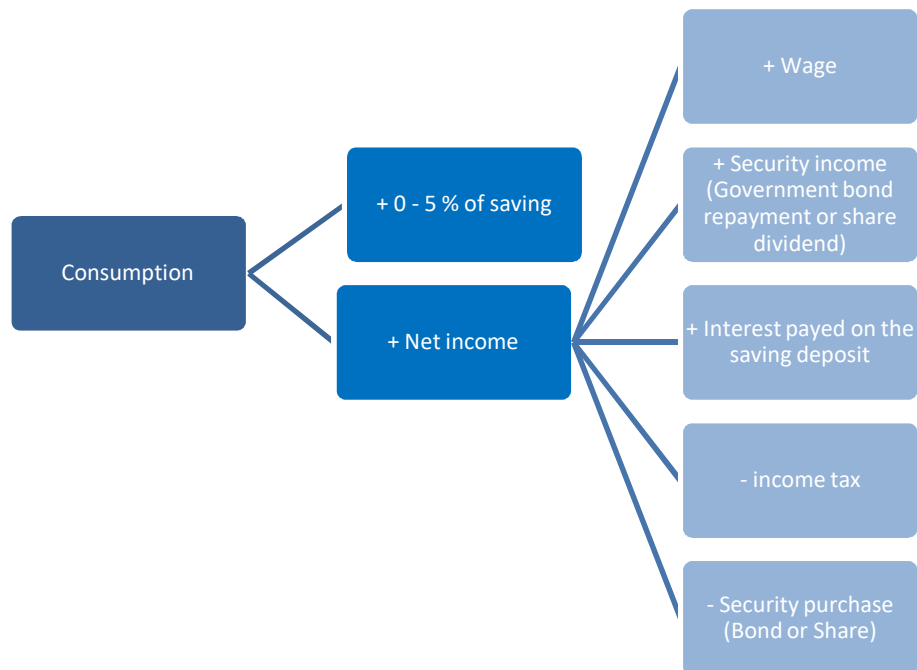 Consumption
+ 0 - 5 % of saving
+ Net income
+ Wage
+ Security income
(Government bond
repayment or share
dividend)
+ Interest payed on the
saving deposit
- income tax
- Security purchase
(Bond or Share)